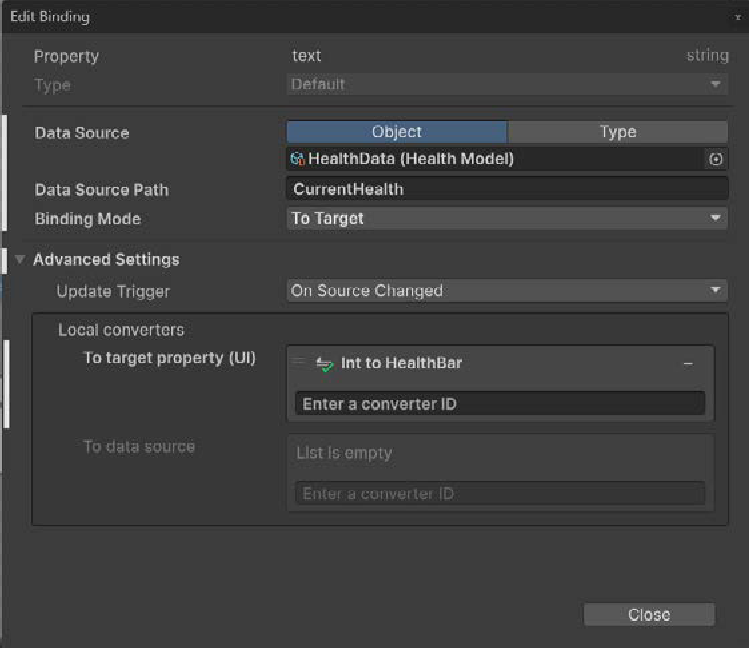 Edit Binding
Property text string
Type Default
Data Source Object Type
HealthData (Health Model)
Data Source Path CurrentHealth
Binding Mode To Target
Advanced Settings
Update Trigger On Source Changed
Local converters
To target property (UI) Int to HealthBar
Enter a converter ID
To data source List is empty
Enter a converter ID
Close